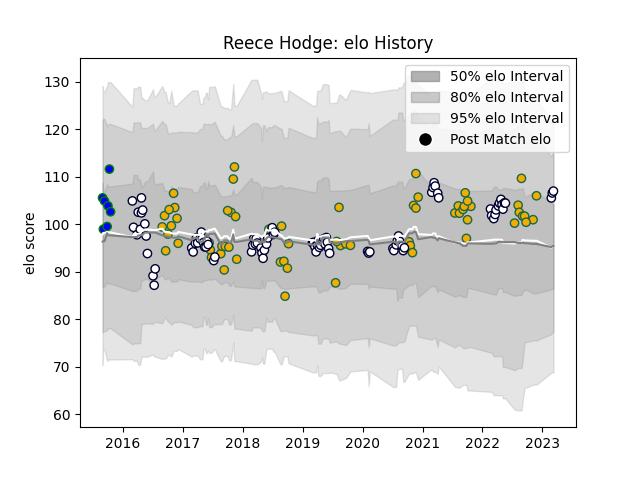 Reece Hodge: elo History
50% elo Interval
80% elo Interval
95% elo Interval
Post Match elo
elo score
130
120
110
100
90
80
70
60
2016 2017 2018 2019 2020 2021 2022 2023